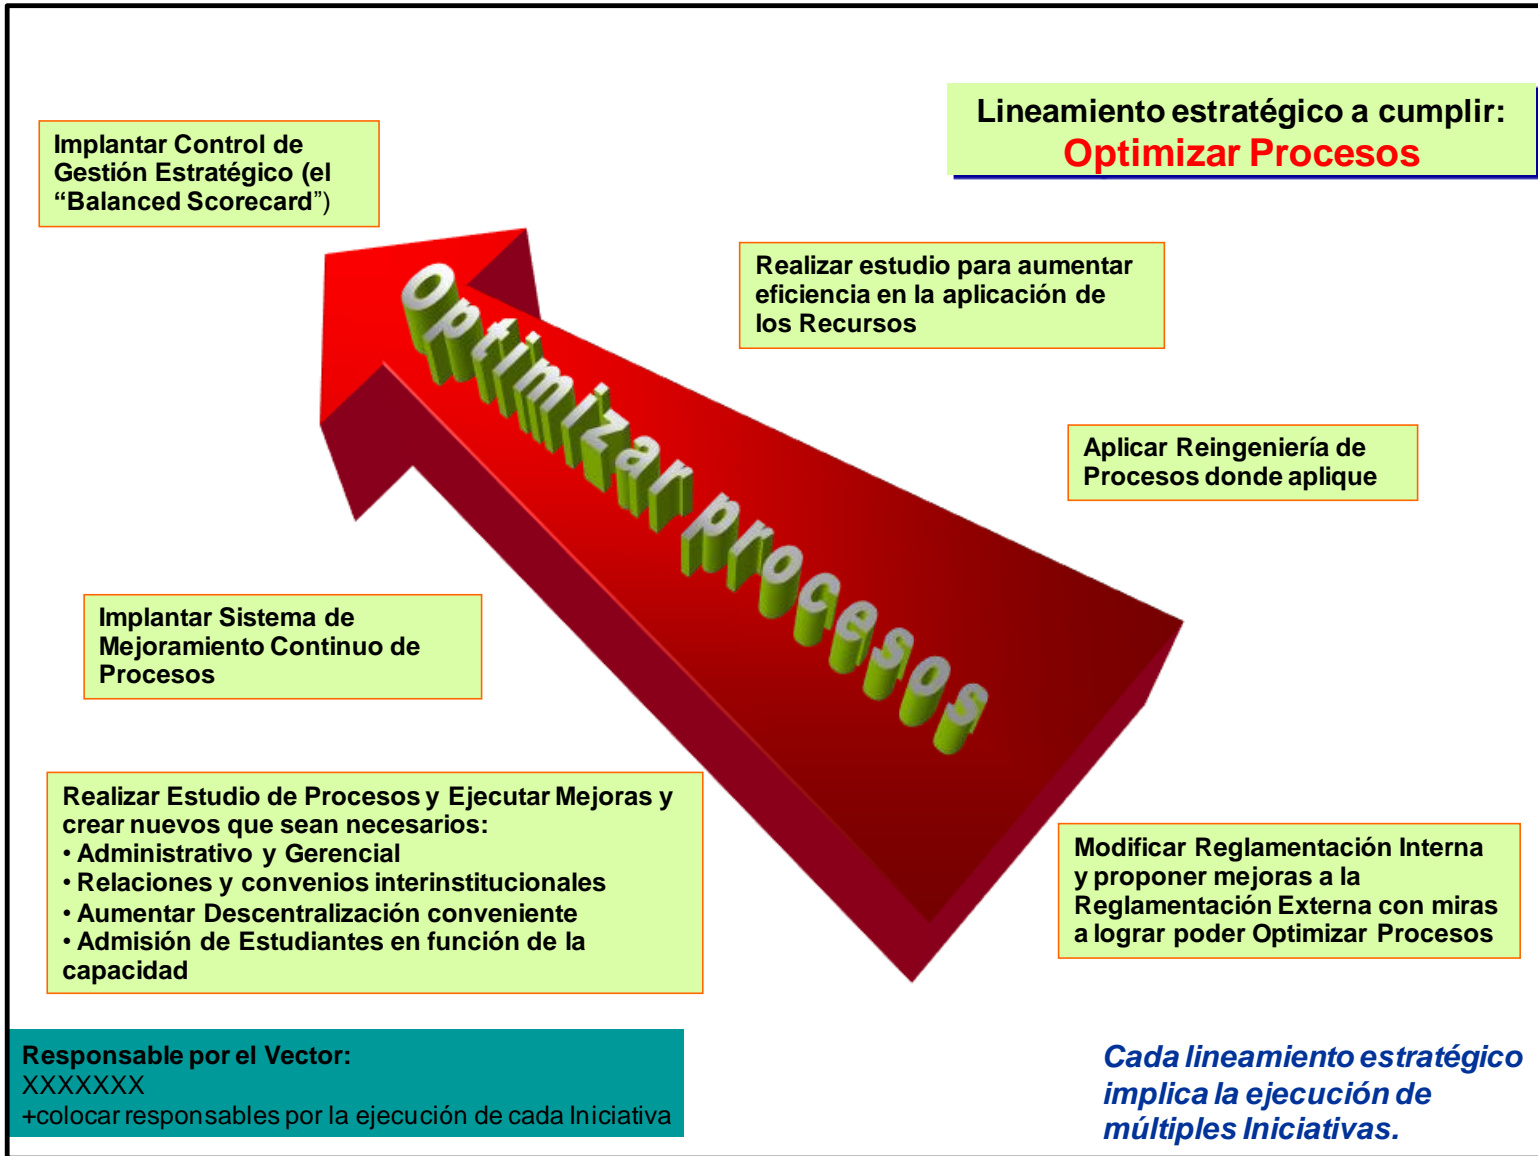 Lineamiento estratégico a cumplir:
Optimizar Procesos
Implantar Control de
Gestión Estratégico (el
“Balanced Scorecard”)
Realizar estudio para aumentar
eficiencia en la aplicación de
los Recursos
Optimizar procesos
Aplicar Reingeniería de
Procesos donde aplique
Implantar Sistema de
Mejoramiento Continuo de
Procesos
Realizar Estudio de Procesos y Ejecutar Mejoras y
crear nuevos que sean necesarios:
• Administrativo y Gerencial
• Relaciones y convenios interinstitucionales
• Aumentar Descentralización conveniente
• Admisión de Estudiantes en función de la
capacidad
Modificar Reglamentación Interna
y proponer mejoras a la
Reglamentación Externa con miras
a lograr poder Optimizar Procesos
Responsable por el Vector:
XXXXXXX
+colocar responsables por la ejecución de cada Iniciativa
Cada lineamiento estratégico
implica la ejecución de
múltiples Iniciativas.